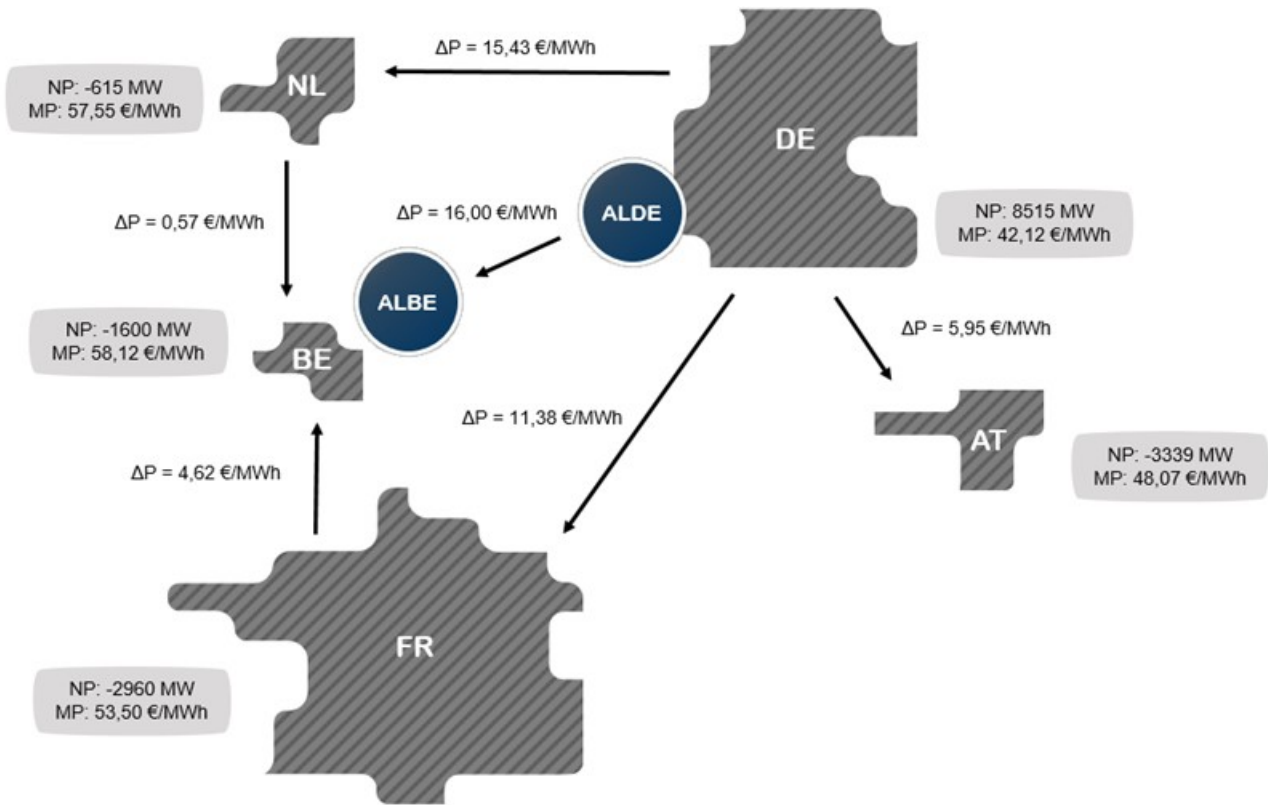 ΔP = 15,43 €/MWh
NL
NP: -615 MW
MP: 57,55 €/MWh
DE
ALDE
ΔP = 16,00 €/MWh
NP: 8515 MW
MP: 42,12 €/MWh
ΔP = 0,57 €/MWh
ALBE
NP: -1600 MW
MP: 58,12 €/MWh
BE
ΔP = 5,95 €/MWh
ΔP = 11,38 €/MWh
AT
NP: -3339 MW
MP: 48,07 €/MWh
ΔP = 4,62 €/MWh
FR
NP: -2960 MW
MP: 53,50 €/MWh